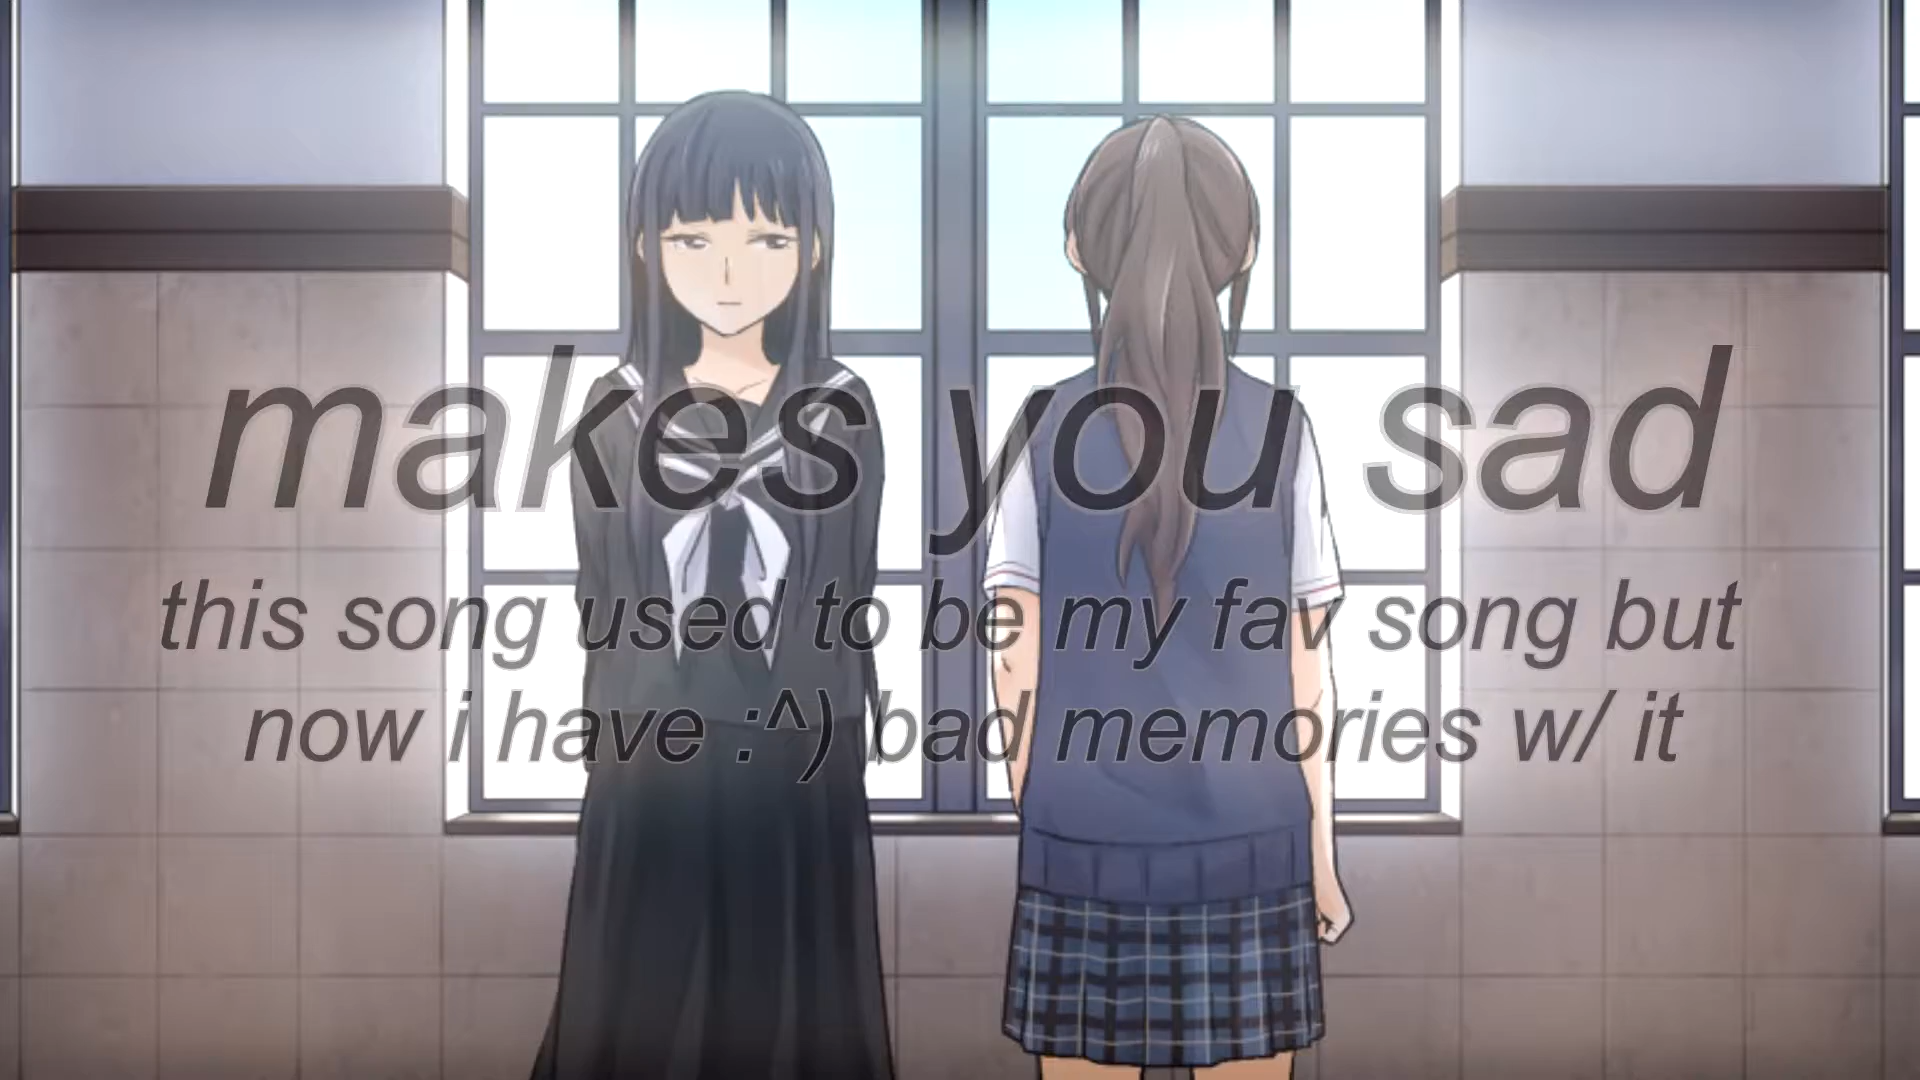 makes you sad
this song used to be my fav song but
now i have :^) bad memories w/ it